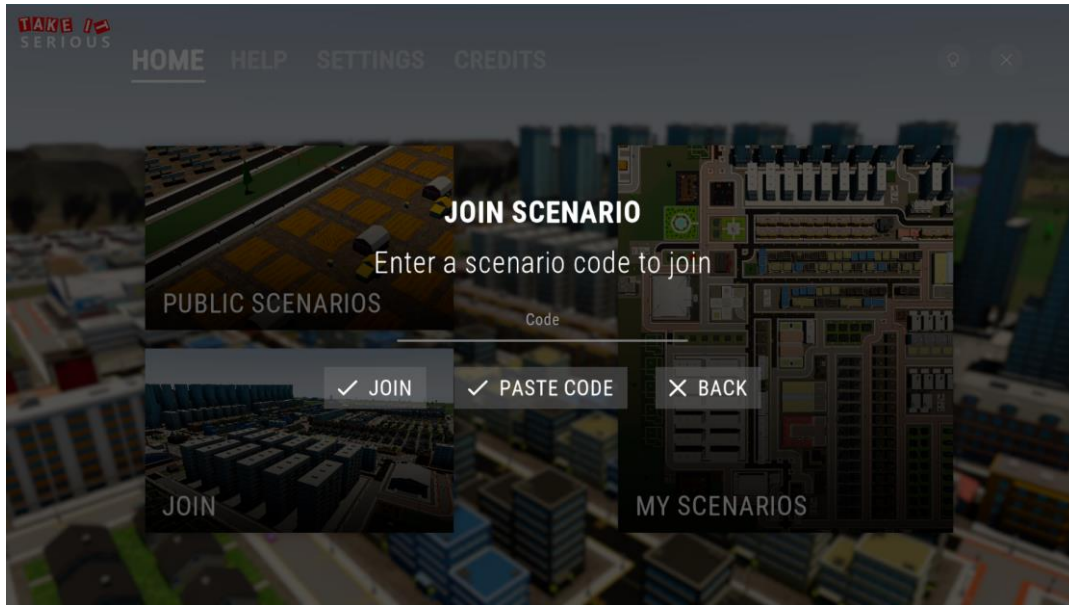 TAKE IT
SERIOUS
HOME HELP SETTINGS CREDITS
JOIN SCENARIO
Enter a scenario code to join
PUBLIC SCENARIOS
Code
JOIN PASTE CODE BACK
JOIN
MY SCENARIOS